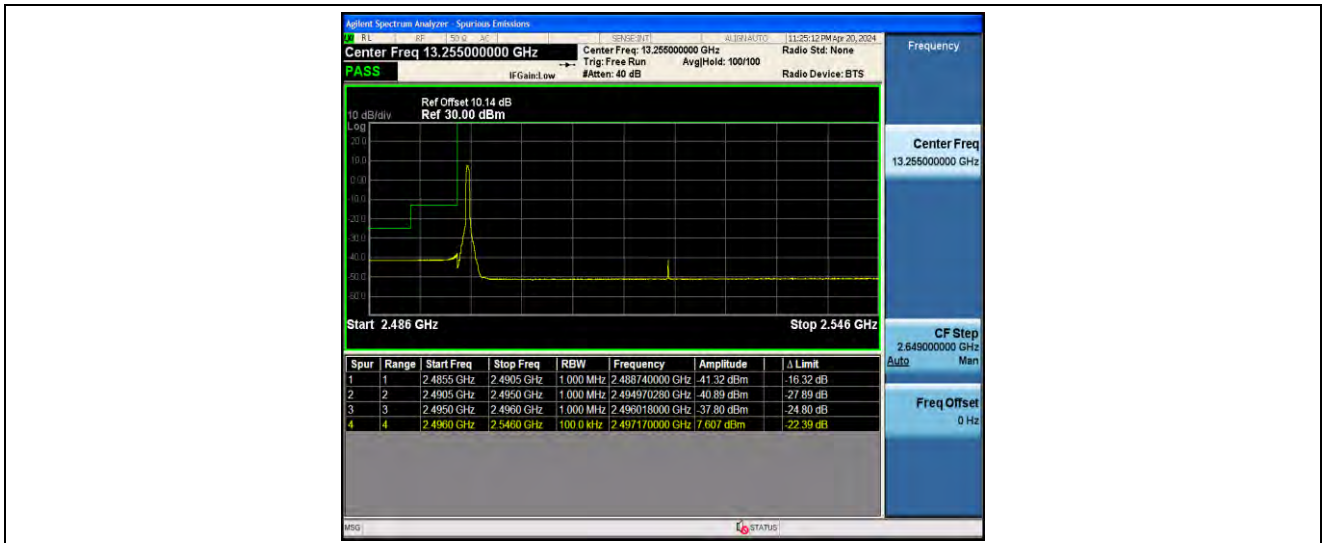 Agilent Spectrum Analyzer - Spurious Emissions
RL RF 50 Ω AC SENSE:INT ALIGN AUTO 11:25:12 PM Apr 20, 2024
Center Freq 13.255000000 GHz Center Freq: 13.255000000 GHz Radio Std: None
Trig: Free Run Avg|Hold: 100/100
PASS IFGain:Low #Atten: 40 dB Radio Device: BTS
Ref Offset 10.14 dB
10 dB/div Ref 30.00 dBm
Log
20.0
10.0
0.00
-10.0
-20.0
-30.0
-40.0
-50.0
-60.0
Start 2.486 GHz Stop 2.546 GHz
Spur Range Start Freq Stop Freq RBW Frequency Amplitude Δ Limit
1 1 2.4855 GHz 2.4905 GHz 1.000 MHz 2.488740000 GHz -41.32 dBm -16.32 dB
2 2 2.4905 GHz 2.4950 GHz 1.000 MHz 2.494970280 GHz -40.89 dBm -27.89 dB
3 3 2.4950 GHz 2.4960 GHz 1.000 MHz 2.496018000 GHz -37.80 dBm -24.80 dB
4 4 2.4960 GHz 2.5460 GHz 100.0 kHz 2.497170000 GHz 7.607 dBm -22.39 dB
MSG STATUS
Frequency
Center Freq
13.255000000 GHz
CF Step
2.649000000 GHz
Auto Man
Freq Offset
0 Hz